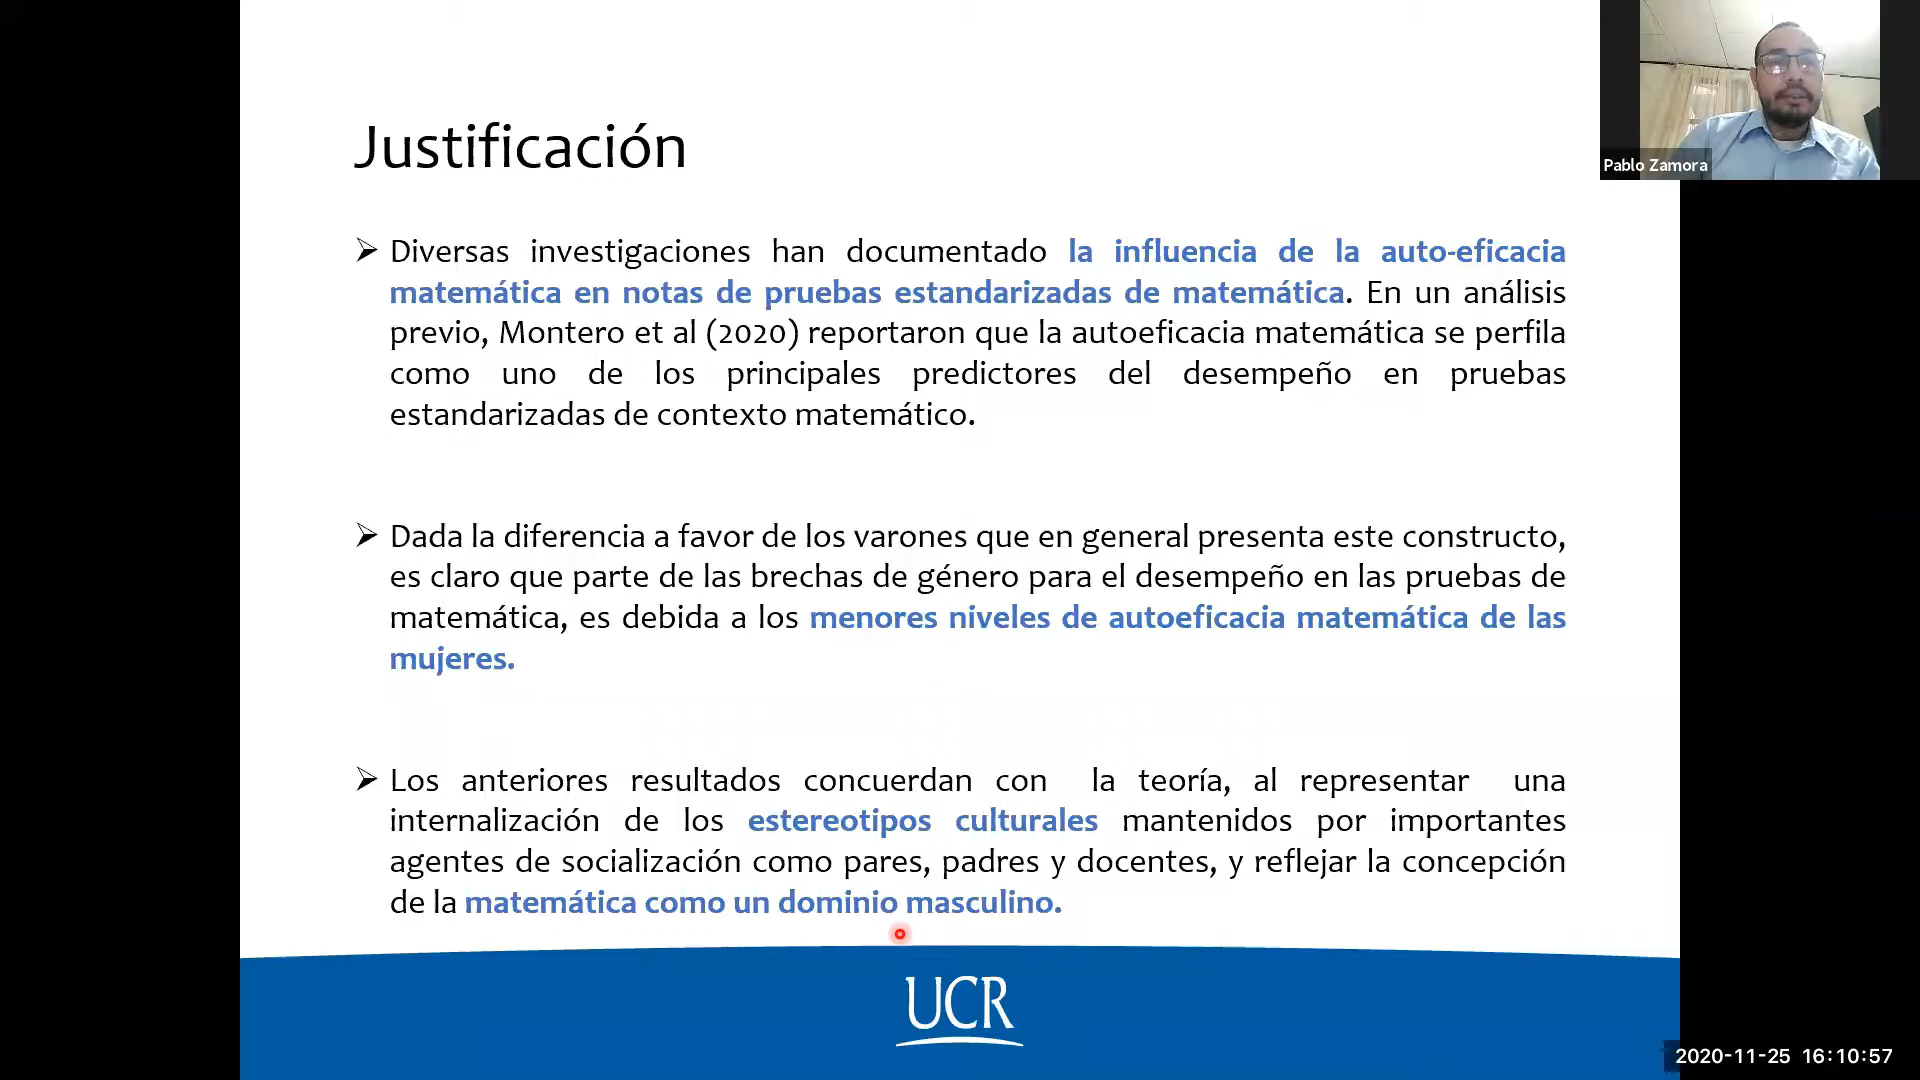 Justificación
Pablo Zamora
➢ Diversas investigaciones han documentado la influencia de la auto-eficacia
matemática en notas de pruebas estandarizadas de matemática. En un análisis
previo, Montero et al (2020) reportaron que la autoeficacia matemática se perfila
como uno de los principales predictores del desempeño en pruebas
estandarizadas de contexto matemático.
➢ Dada la diferencia a favor de los varones que en general presenta este constructo,
es claro que parte de las brechas de género para el desempeño en las pruebas de
matemática, es debida a los menores niveles de autoeficacia matemática de las
mujeres.
➢ Los anteriores resultados concuerdan con la teoría, al representar una
internalización de los estereotipos culturales mantenidos por importantes
agentes de socialización como pares, padres y docentes, y reflejar la concepción
de la matemática como un dominio masculino.
UCR
2020-11-25 16:10:57